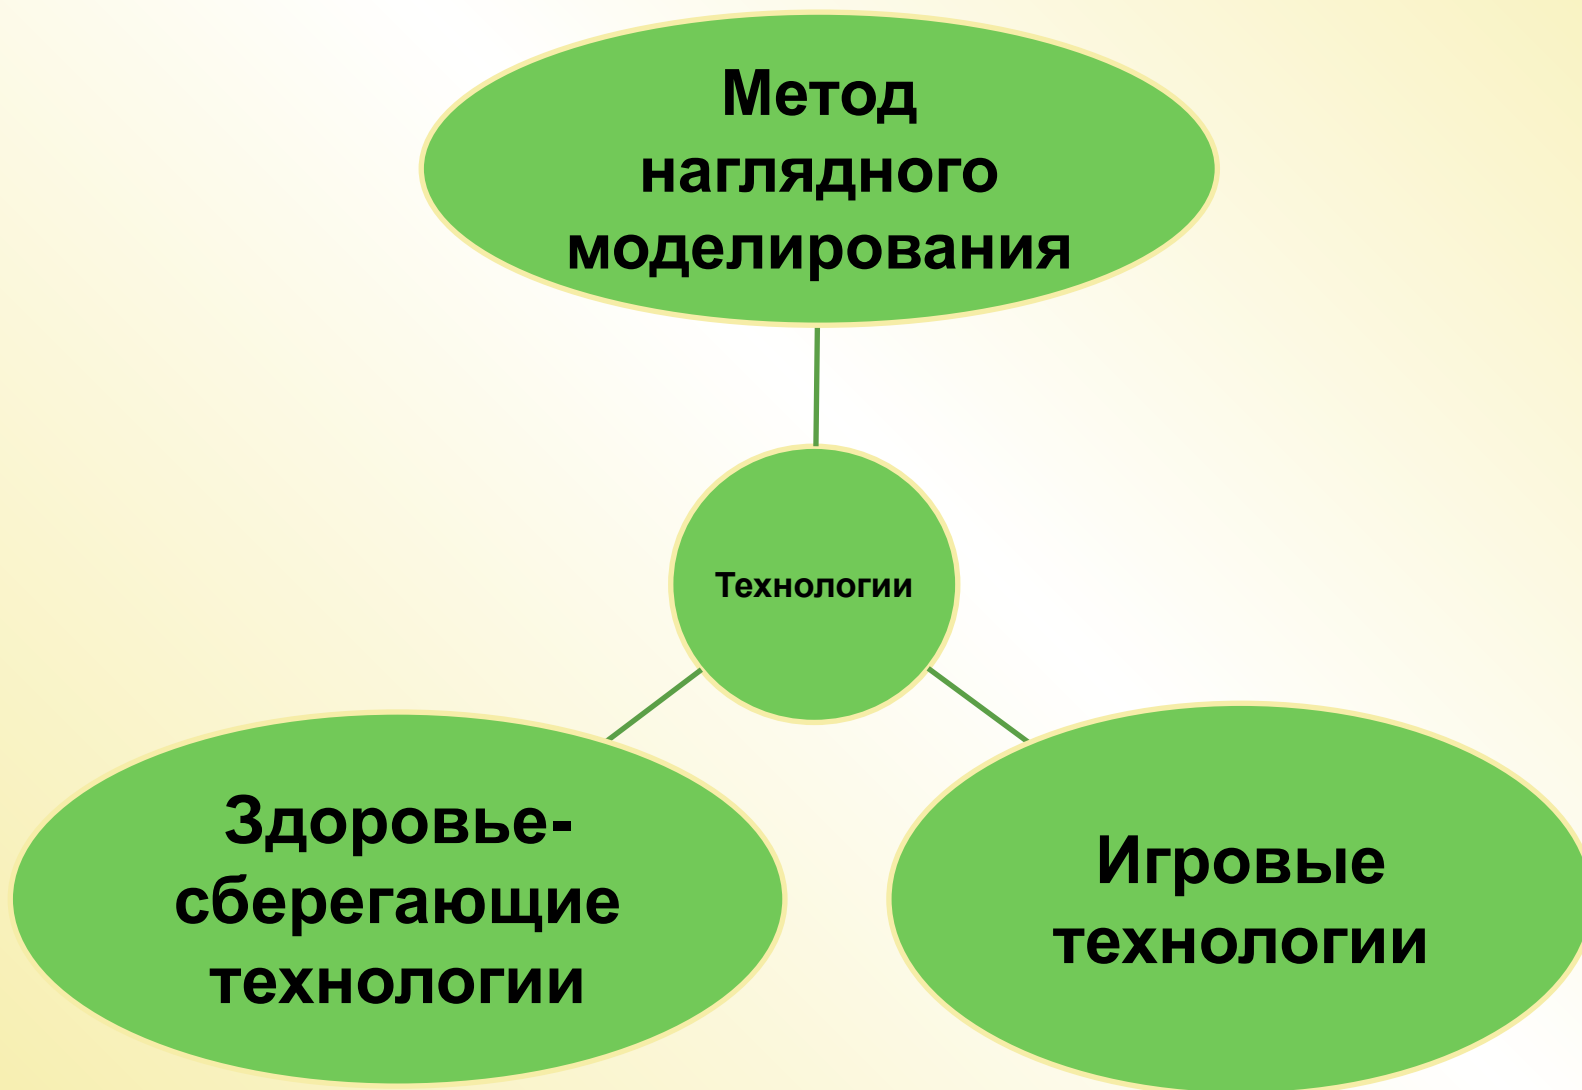 Метод
наглядного
моделирования
Технологии
Здоровье-
сберегающие
технологии
Игровые
технологии